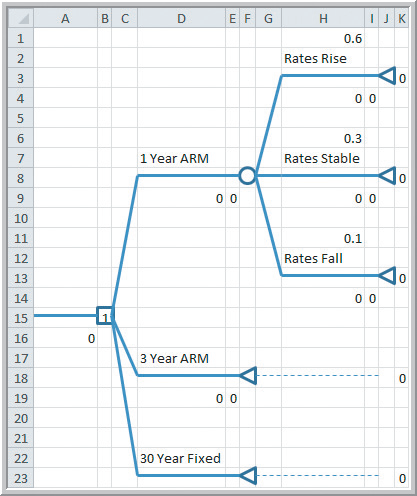 A B C D E F G H I J K
1 0.6
2 Rates Rise
3 0
4 0 0
5
6 0.3
7 1 Year ARM Rates Stable
8 0
9 0 0 0 0
10
11 0.1
12 Rates Fall
13 0
14 0 0
15 1
16 0
17 3 Year ARM
18 0
19 0 0
20
21
22 30 Year Fixed
23 0